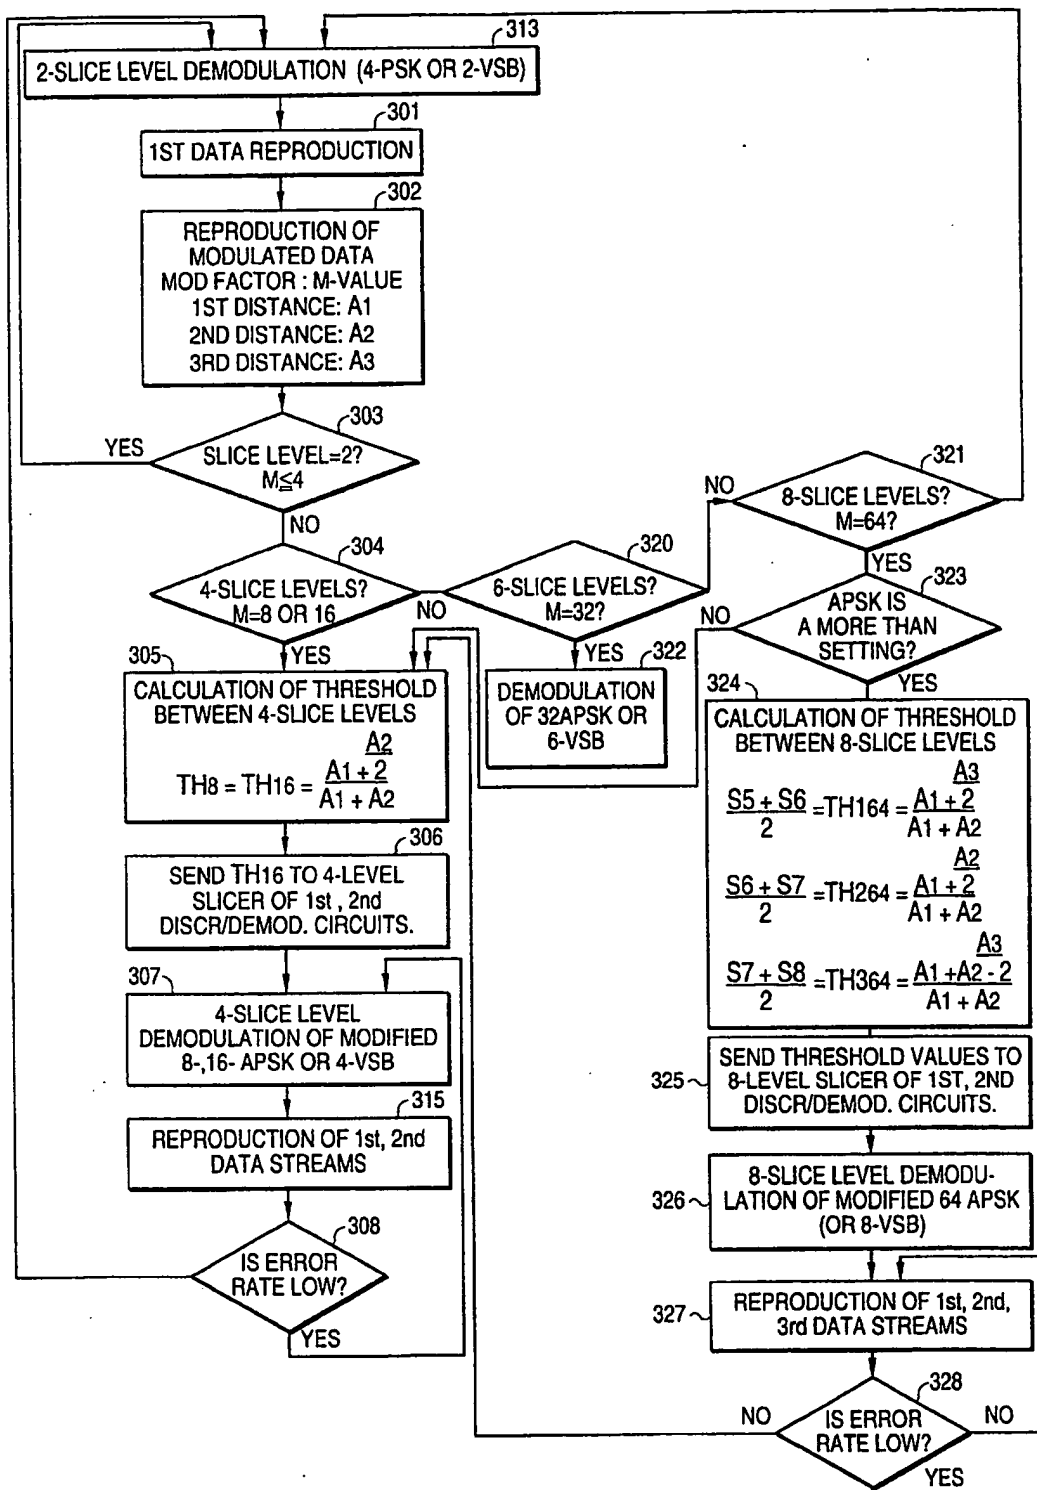 313
2-SLICE LEVEL DEMODULATION (4-PSK OR 2-VSB)
301
1ST DATA REPRODUCTION
302
REPRODUCTION OF
MODULATED DATA
MOD FACTOR : M-VALUE
1ST DISTANCE: A1
2ND DISTANCE: A2
3RD DISTANCE: A3
303
YES
SLICE LEVEL=2?
M≦4
NO
304
4-SLICE LEVELS?
M=8 OR 16
NO
YES
320
6-SLICE LEVELS?
M=32?
NO
YES
322
DEMODULATION
OF 32APSK OR
6-VSB
321
8-SLICE LEVELS?
M=64?
YES
323
NO
APSK IS
A MORE THAN
SETTING?
YES
305
CALCULATION OF THRESHOLD
BETWEEN 4-SLICE LEVELS
A2
TH8 = TH16 = A1 + 2
A1 + A2
306
SEND TH16 TO 4-LEVEL
SLICER OF 1st , 2nd
DISCR/DEMOD. CIRCUITS.
307
4-SLICE LEVEL
DEMODULATION OF MODIFIED
8-,16- APSK OR 4-VSB
315
REPRODUCTION OF 1st, 2nd
DATA STREAMS
308
IS ERROR
RATE LOW?
YES
324
CALCULATION OF THRESHOLD
BETWEEN 8-SLICE LEVELS
A3
S5 + S6 =TH164 = A1 + 2
2 A1 + A2
A2
S6 + S7 =TH264 = A1 + 2
2 A1 + A2
A3
S7 + S8 =TH364 = A1 +A2 - 2
2 A1 + A2
325
SEND THRESHOLD VALUES TO
8-LEVEL SLICER OF 1ST, 2ND
DISCR/DEMOD. CIRCUITS.
326
8-SLICE LEVEL DEMODU-
LATION OF MODIFIED 64 APSK
(OR 8-VSB)
327
REPRODUCTION OF 1st, 2nd,
3rd DATA STREAMS
328
NO
IS ERROR
RATE LOW?
NO
YES